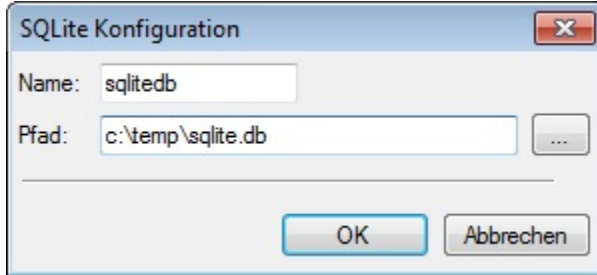 SQLite Konfiguration
Name: sqlitedb
Pfad: c:\temp\sqlite.db ...
OK Abbrechen